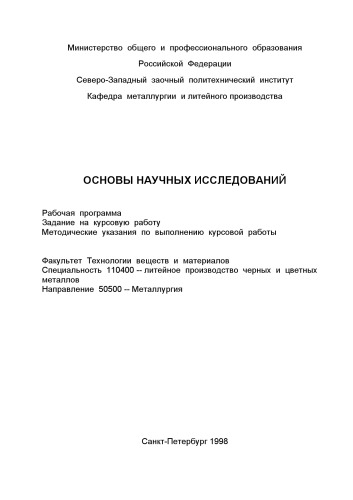 Министерство общего и профессионального образования
Российской Федерации
Северо-Западный заочный политехнический институт
Кафедра металлургии и литейного производства
ОСНОВЫ НАУЧНЫХ ИССЛЕДОВАНИЙ
Рабочая программа
Задание на курсовую работу
Методические указания по выполнению курсовой работы
Факультет Технологии веществ и материалов
Специальность 110400 -- литейное производство черных и цветных
металлов
Направление 50500 -- Металлургия
Санкт-Петербург 1998